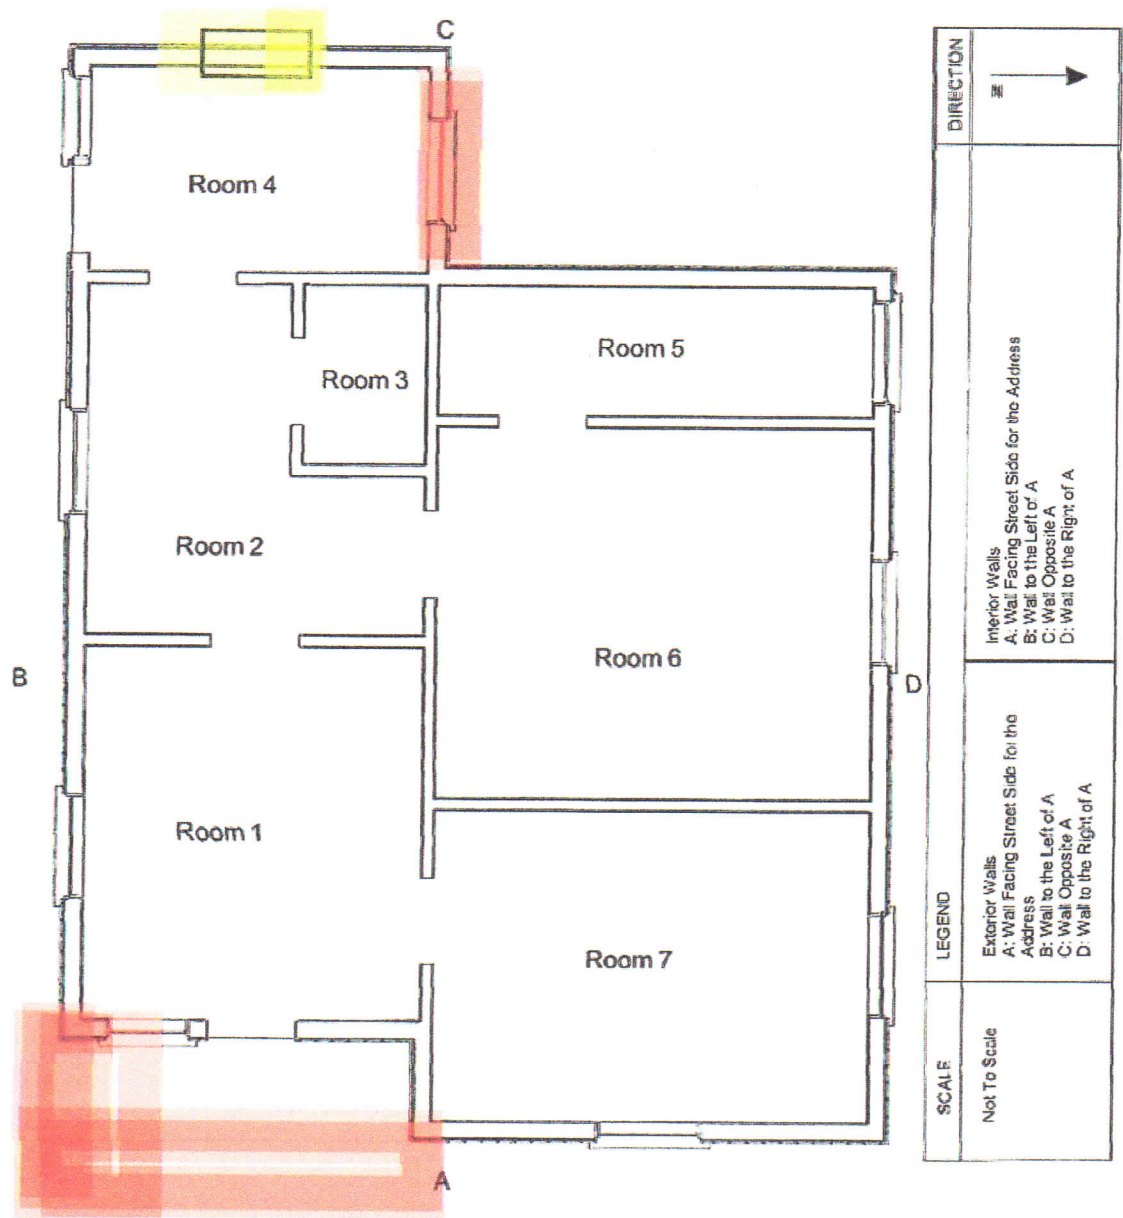 C
Room 4
Room 5
Room 3
Room 2
Room 6
B
D
Room 1
Room 7
A
DIRECTION
N
LEGEND
Interior Walls
A: Wall Facing Street Side for the Address
B: Wall to the Left of A
C: Wall Opposite A
D: Wall to the Right of A
Exterior Walls
A: Wall Facing Street Side for the
Address
B: Wall to the Left of A
C: Wall Opposite A
D: Wall to the Right of A
SCALE
Not To Scale